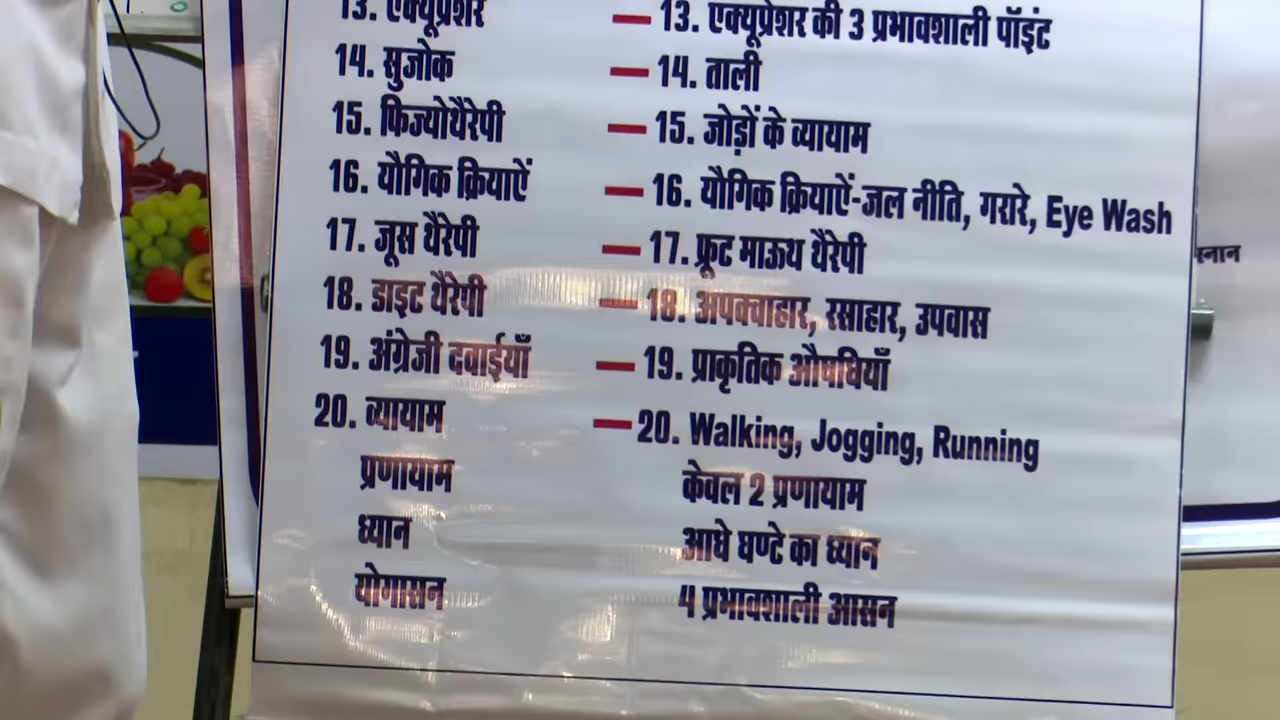 13. एक्यूप्रेशर — 13. एक्यूप्रेशर की 3 प्रभावशाली पॉइंट
14. सुजोक — 14. ताली
15. फिज्योथैरेपी — 15. जोड़ों के व्यायाम
16. यौगिक क्रियाऐं — 16. यौगिक क्रियाऐं-जल नीति, गरारे, Eye Wash
17. जूस थैरेपी — 17. फ्रूट माऊथ थैरेपी
18. डाइट थैरेपी — 18. अपक्वाहार, रसाहार, उपवास
19. अंग्रेजी दवाईयाँ — 19. प्राकृतिक औषधियाँ
20. व्यायाम — 20. Walking, Jogging, Running
प्रणायाम केवल 2 प्रणायाम
ध्यान आधे घण्टे का ध्यान
योगासन 4 प्रभावशाली आसन